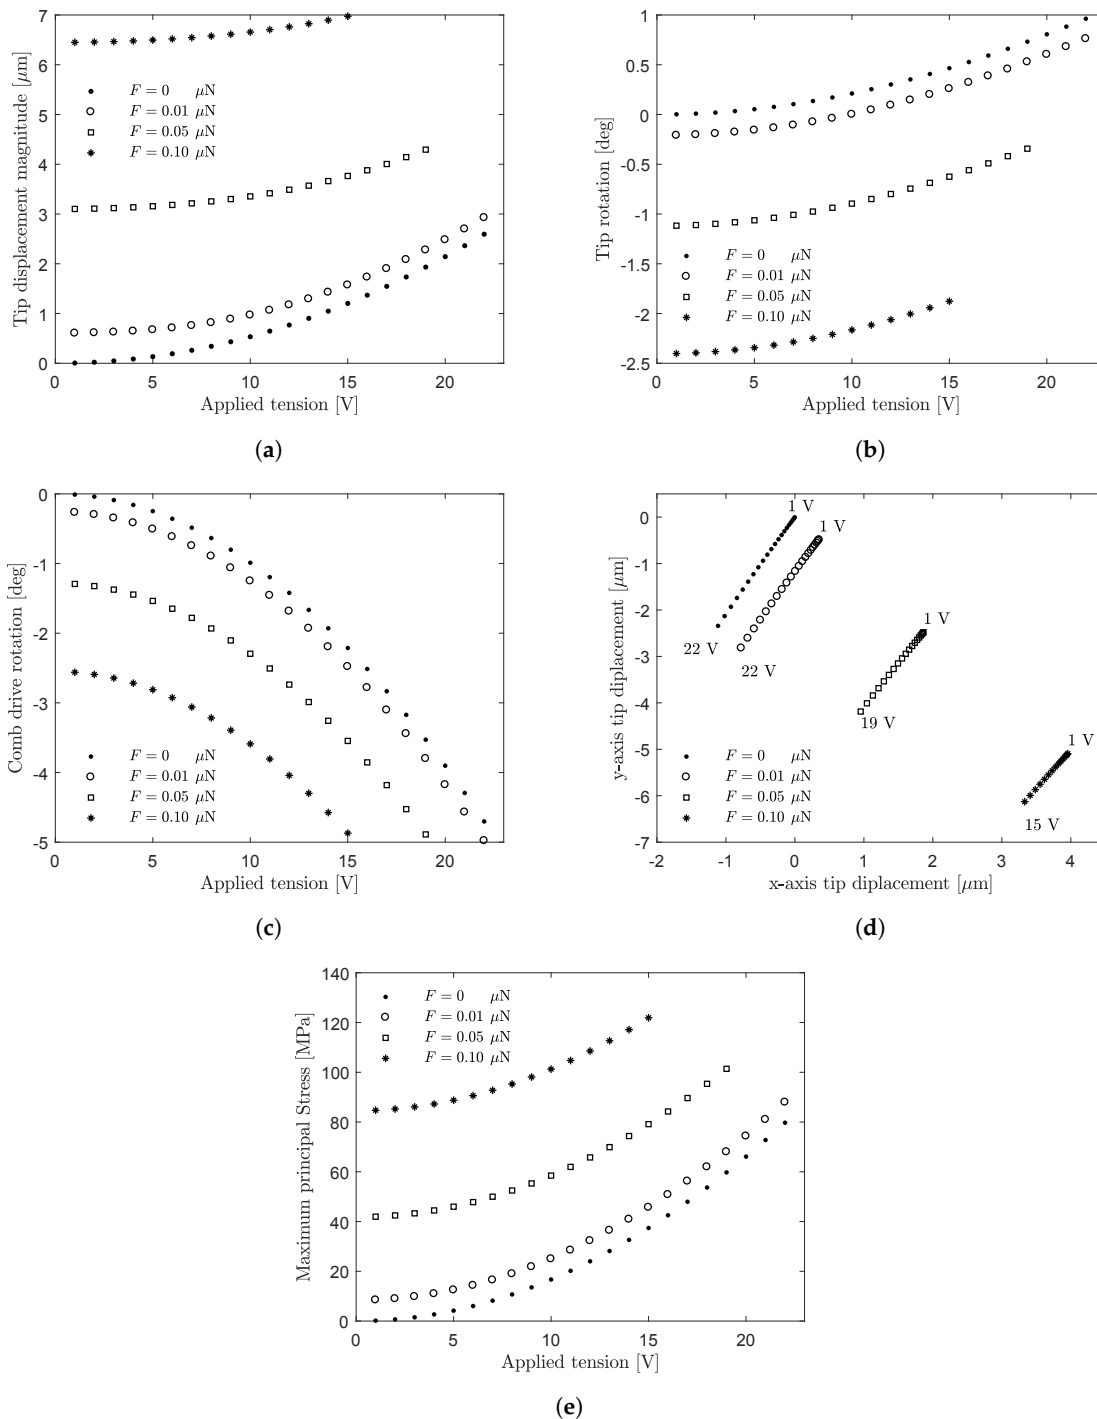 7
6
5
4
3
2
1
0
Tip displacement magnitude [μm]
F = 0 μN
F = 0.01 μN
F = 0.05 μN
F = 0.10 μN
0 5 10 15 20
Applied tension [V]
(a)
1
0.5
0
-0.5
-1
-1.5
-2
-2.5
Tip rotation [deg]
F = 0 μN
F = 0.01 μN
F = 0.05 μN
F = 0.10 μN
0 5 10 15 20
Applied tension [V]
(b)
0
-1
-2
-3
-4
-5
Comb drive rotation [deg]
F = 0 μN
F = 0.01 μN
F = 0.05 μN
F = 0.10 μN
0 5 10 15 20
Applied tension [V]
(c)
0
-1
-2
-3
-4
-5
-6
-7
y-axis tip diplacement [μm]
1 V
1 V
22 V
22 V
1 V
19 V
1 V
15 V
F = 0 μN
F = 0.01 μN
F = 0.05 μN
F = 0.10 μN
-2 -1 0 1 2 3 4
x-axis tip diplacement [μm]
(d)
140
120
100
80
60
40
20
0
Maximum principal Stress [MPa]
F = 0 μN
F = 0.01 μN
F = 0.05 μN
F = 0.10 μN
0 5 10 15 20
Applied tension [V]
(e)